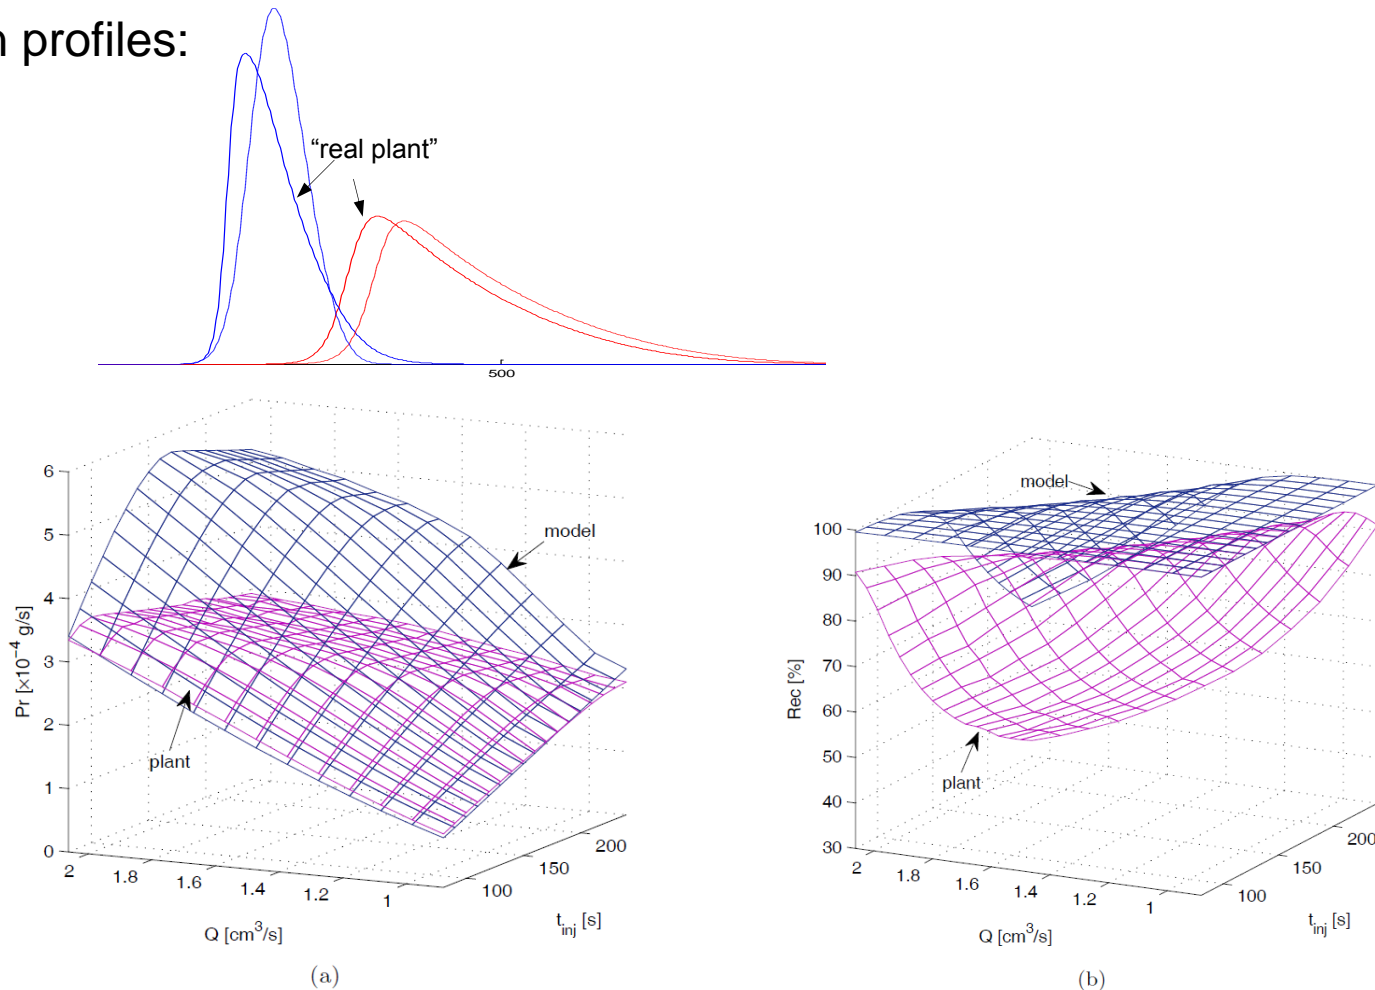 n profiles:
“real plant”
500
6
5
4
3
2
1
0
Pr [×10⁻⁴ g/s]
model
plant
2
1.8
1.6
1.4
1.2
1
Q [cm³/s]
100
150
200
t_inj [s]
(a)
100
90
80
70
60
50
40
30
Rec [%]
model
plant
2
1.8
1.6
1.4
1.2
1
Q [cm³/s]
100
150
200
t_inj [s]
(b)